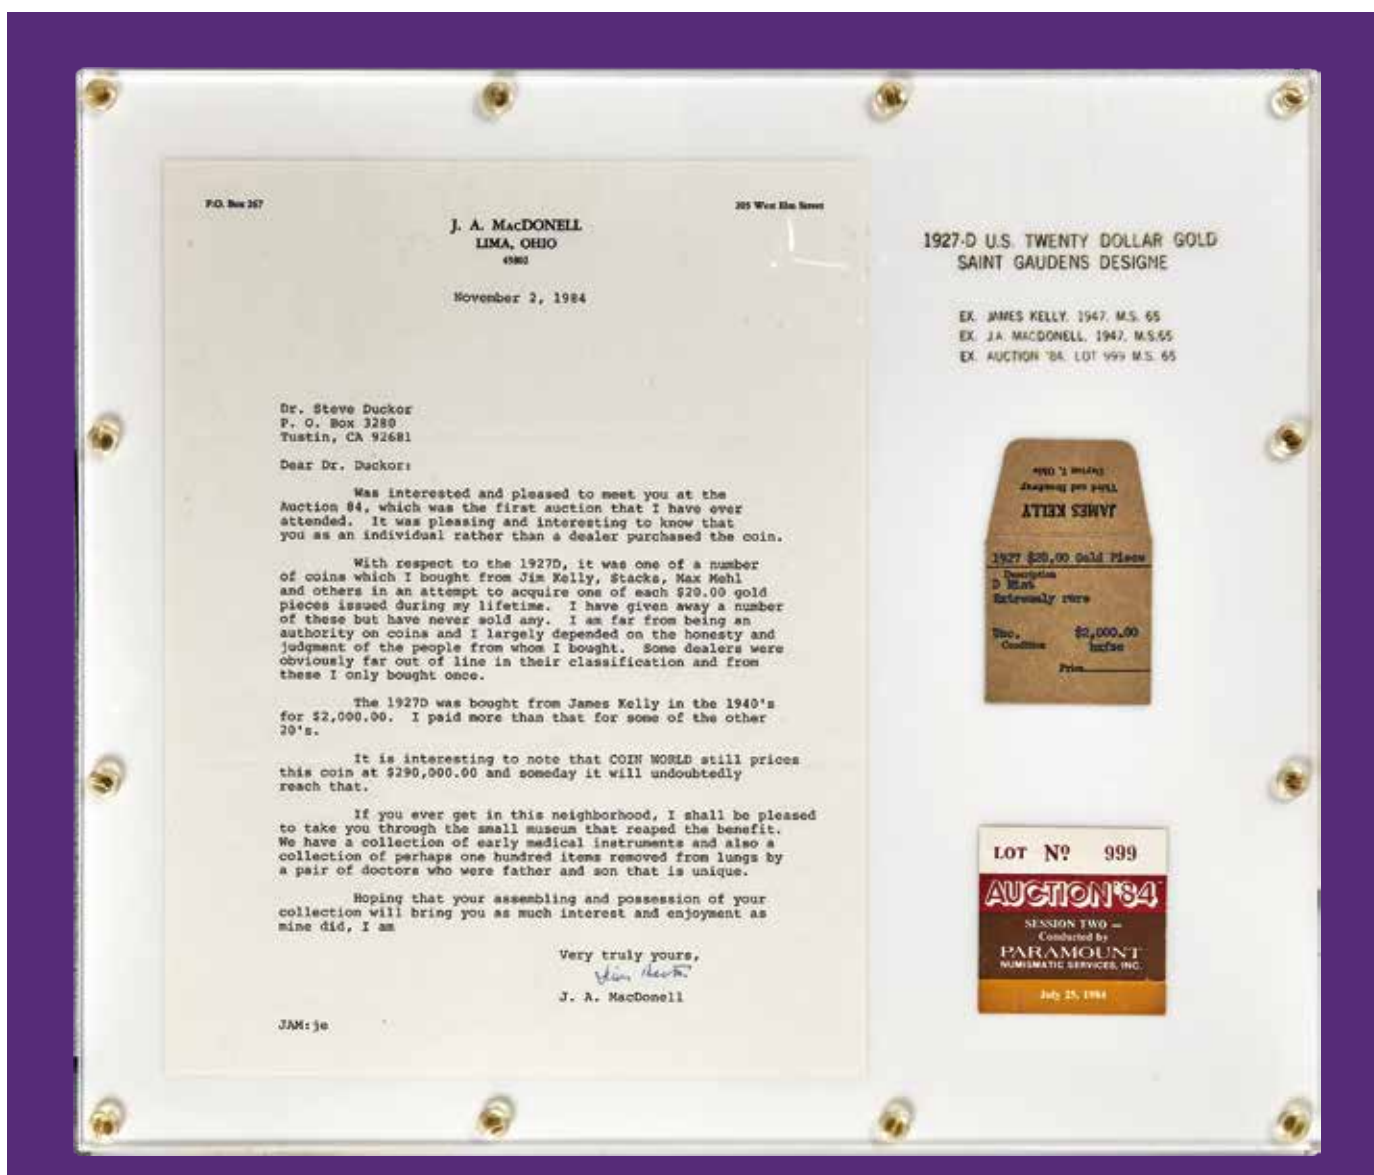 P.O. Box 267
205 West Elm Street
J. A. MACDONELL
LIMA, OHIO
45802
November 2, 1984
Dr. Steve Duckor
P. O. Box 3280
Tustin, CA 92681
Dear Dr. Duckor:
Was interested and pleased to meet you at the
Auction 84, which was the first auction that I have ever
attended. It was pleasing and interesting to know that
you as an individual rather than a dealer purchased the coin.
With respect to the 1927D, it was one of a number
of coins which I bought from Jim Kelly, Stacks, Max Mehl
and others in an attempt to acquire one of each $20.00 gold
pieces issued during my lifetime. I have given away a number
of these but have never sold any. I am far from being an
authority on coins and I largely depended on the honesty and
judgment of the people from whom I bought. Some dealers were
obviously far out of line in their classification and from
these I only bought once.
The 1927D was bought from James Kelly in the 1940's
for $2,000.00. I paid more than that for some of the other
20's.
It is interesting to note that COIN WORLD still prices
this coin at $290,000.00 and someday it will undoubtedly
reach that.
If you ever get in this neighborhood, I shall be pleased
to take you through the small museum that reaped the benefit.
We have a collection of early medical instruments and also a
collection of perhaps one hundred items removed from lungs by
a pair of doctors who were father and son that is unique.
Hoping that your assembling and possession of your
collection will bring you as much interest and enjoyment as
mine did, I am
Very truly yours,
J. A. MacDonell
JAM:je
1927-D U.S. TWENTY DOLLAR GOLD
SAINT GAUDENS DESIGNE
EX. JAMES KELLY, 1947, M.S. 65
EX. J.A. MACDONELL, 1947, M.S.65
EX. AUCTION '84, LOT 999 M.S. 65
JAMES KELLY
Third and Broadway
Dayton 2, Ohio
1927 $20.00 Gold Piece
Description
D Mint
Extremely rare
Unc. $2,000.00
Condition
Price
LOT Nº 999
AUCTION '84
SESSION TWO —
Conducted by
PARAMOUNT
NUMISMATIC SERVICES, INC.
July 25, 1984